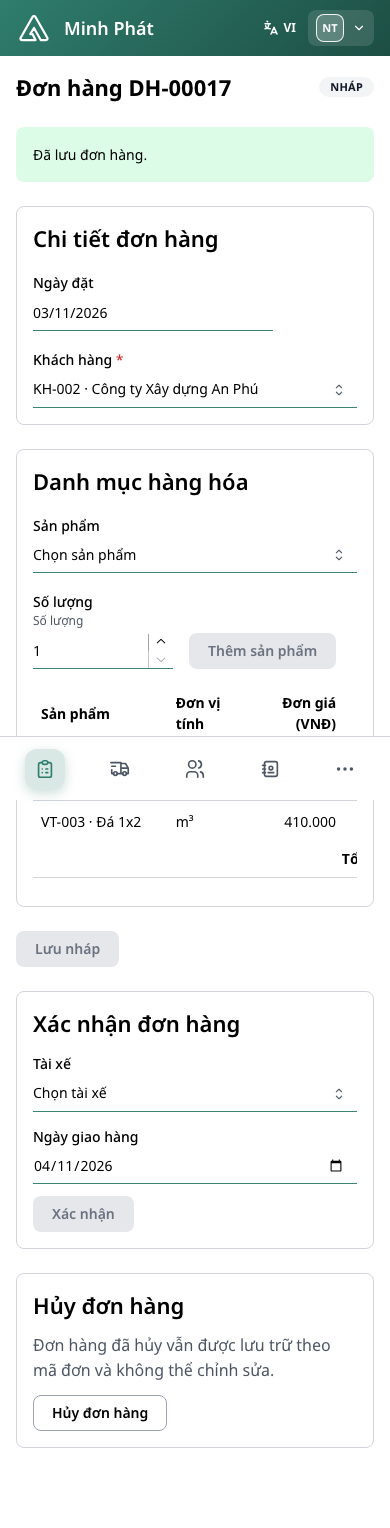 Minh Phát
VI
NT
Đơn hàng DH-00017
NHÁP
Đã lưu đơn hàng.
Chi tiết đơn hàng
Ngày đặt
03/11/2026
Khách hàng *
KH-002 · Công ty Xây dựng An Phú
Danh mục hàng hóa
Sản phẩm
Chọn sản phẩm
Số lượng
Số lượng
1
Thêm sản phẩm
Sản phẩm
Đơn vị
tính
Đơn giá
(VNĐ)
VT-003 · Đá 1x2
m³
410.000
Lưu nháp
Xác nhận đơn hàng
Tài xế
Chọn tài xế
Ngày giao hàng
04/11/2026
Xác nhận
Hủy đơn hàng
Đơn hàng đã hủy vẫn được lưu trữ theo
mã đơn và không thể chỉnh sửa.
Hủy đơn hàng